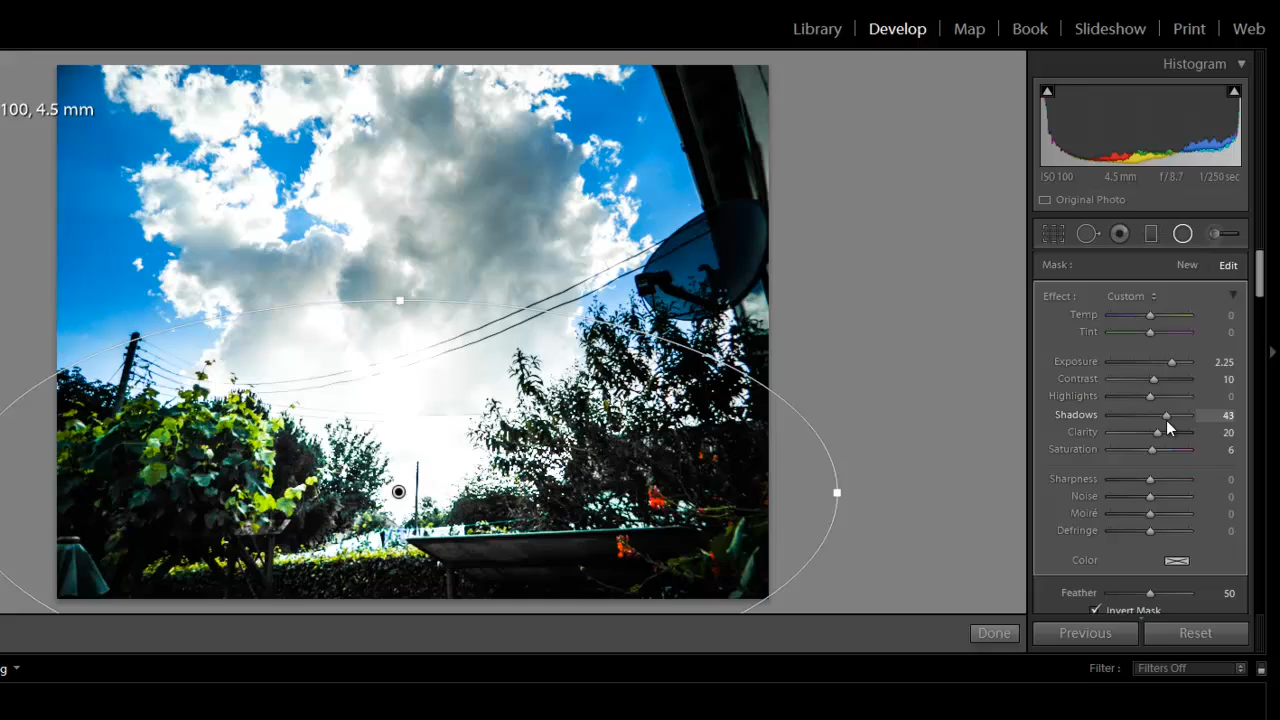 Library Develop Map Book Slideshow Print Web
Histogram
100, 4.5 mm
ISO 100 4.5 mm f / 8.7 1/250 sec
Original Photo
Mask : New Edit
Effect : Custom
Temp 0
Tint 0
Exposure 2.25
Contrast 10
Highlights 0
Shadows 43
Clarity 20
Saturation 6
Sharpness 0
Noise 0
Moiré 0
Defringe 0
Color
Feather 50
Invert Mask
Done Previous Reset
g Filter : Filters Off